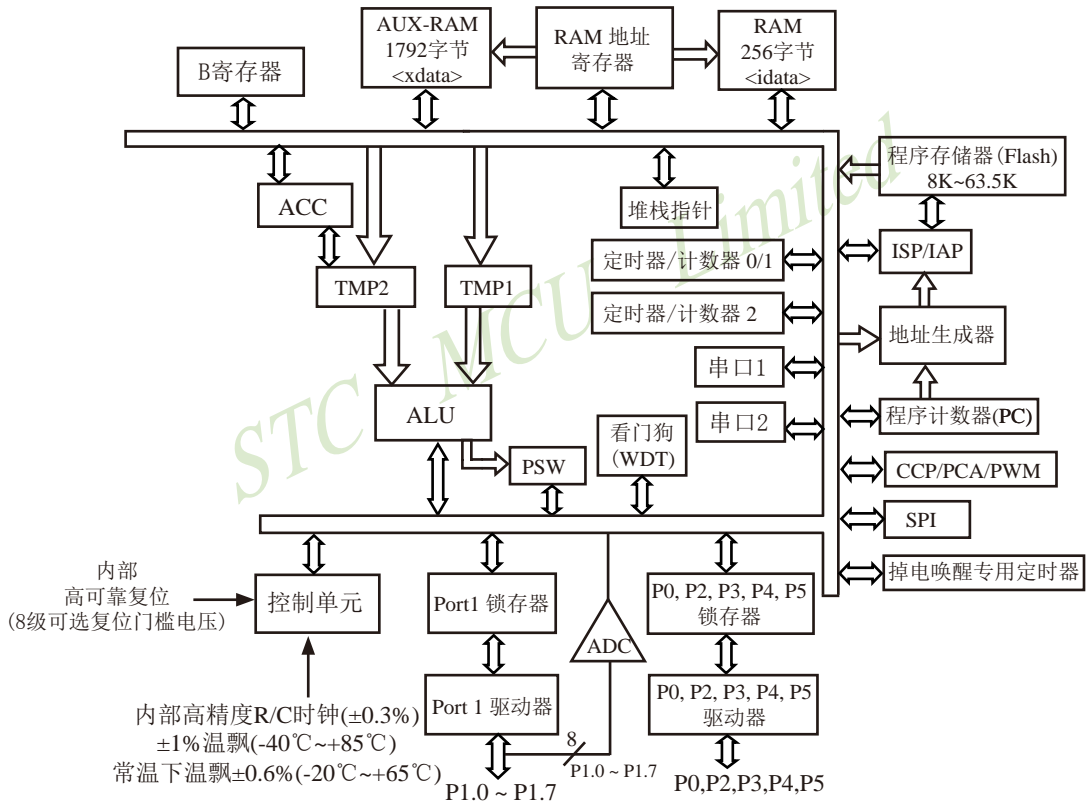 AUX-RAM
1792字节
<xdata>
RAM 地址
寄存器
RAM
256字节
<idata>
B寄存器
程序存储器(Flash)
8K~63.5K
ACC
堆栈指针
ISP/IAP
定时器/计数器 0/1
TMP2
TMP1
定时器/计数器 2
地址生成器
串口1
ALU
串口2
程序计数器(PC)
看门狗
(WDT)
PSW
CCP/PCA/PWM
SPI
掉电唤醒专用定时器
内部
高可靠复位
(8级可选复位门槛电压)
控制单元
Port1 锁存器
ADC
P0, P2, P3, P4, P5
锁存器
Port 1 驱动器
P0, P2, P3, P4, P5
驱动器
内部高精度R/C时钟(±0.3%)
±1%温飘(-40℃~+85℃)
常温下温飘±0.6%(-20℃~+65℃)
8
P1.0 ~ P1.7
P1.0 ~ P1.7
P0,P2,P3,P4,P5
STC MCU Limited